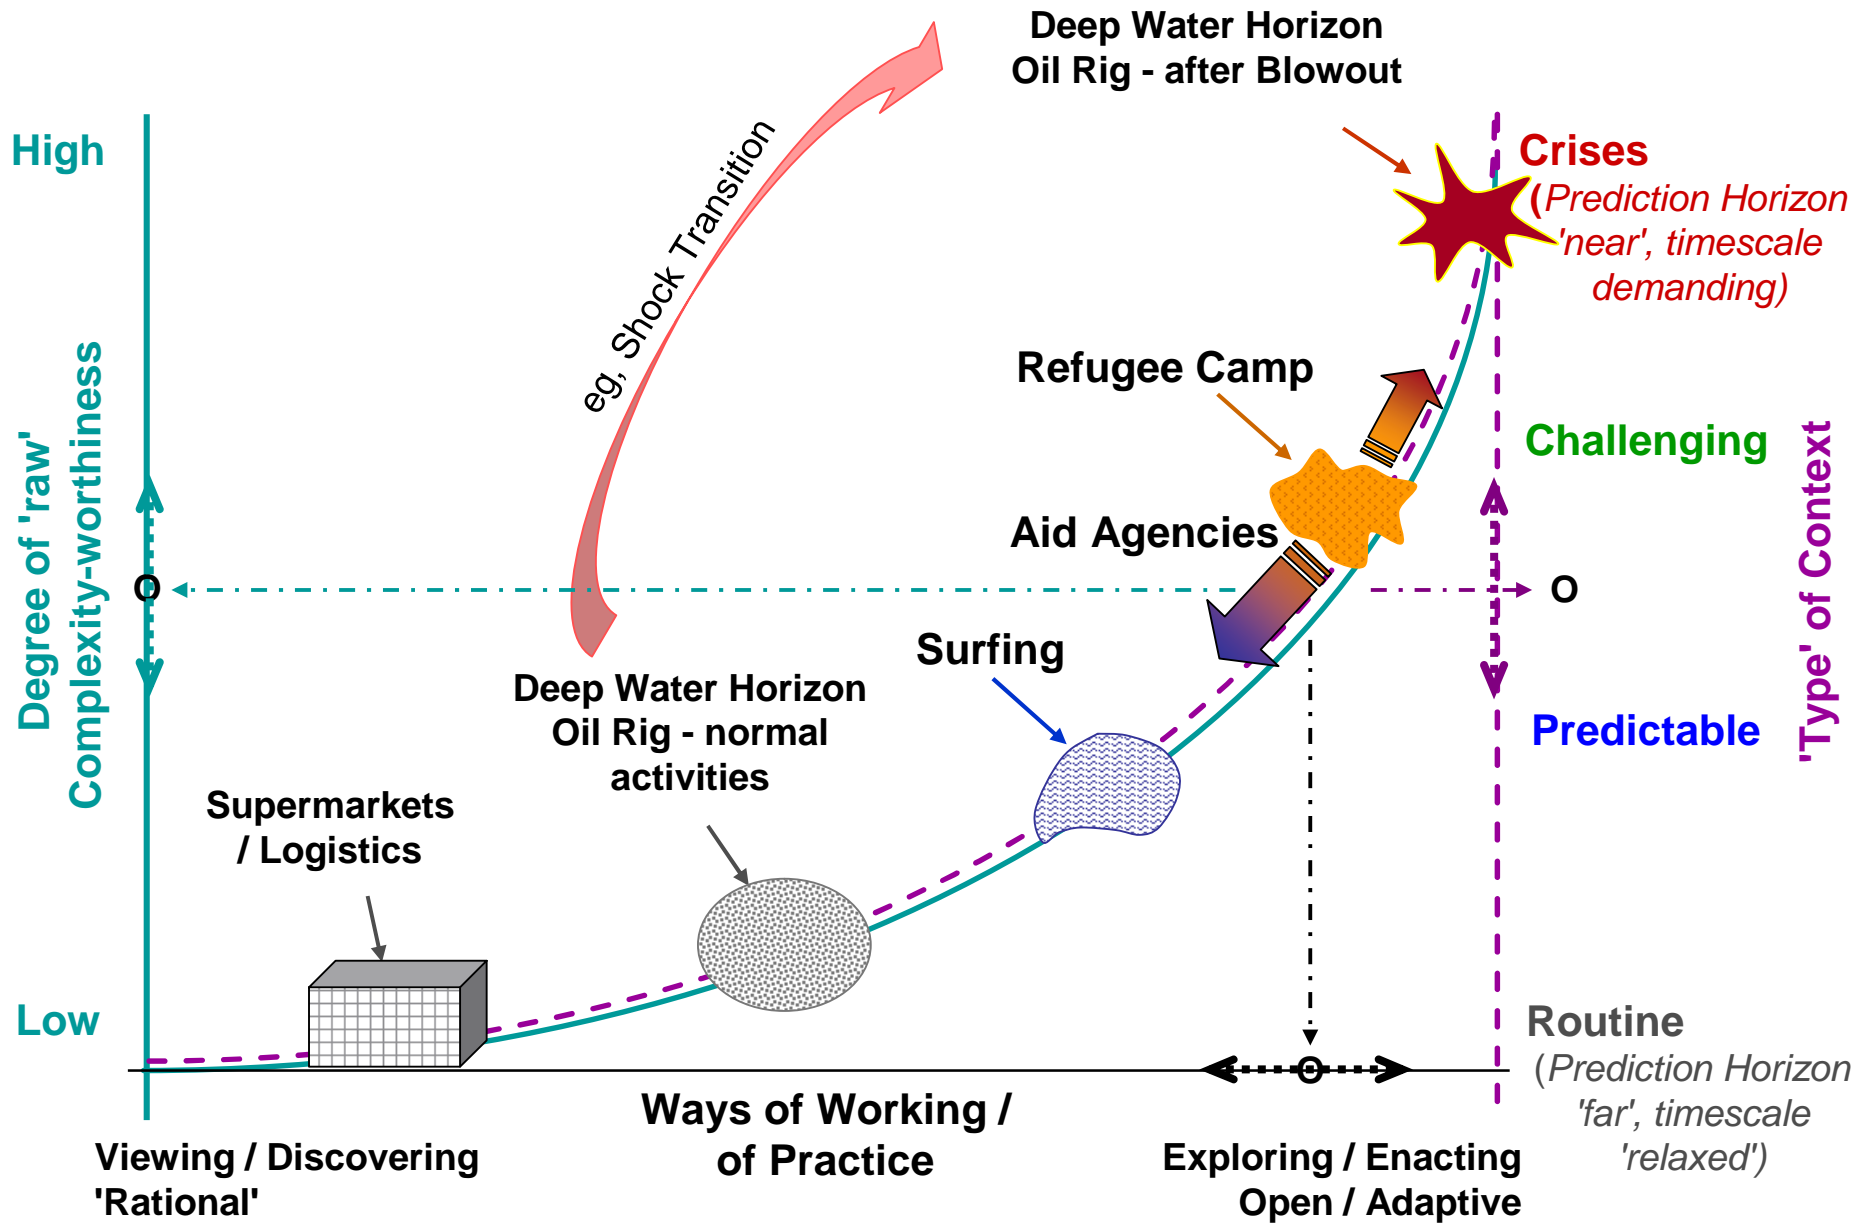 Deep Water Horizon
Oil Rig - after Blowout
High
Crises
(Prediction Horizon
'near', timescale
demanding)
eg, Shock Transition
Refugee Camp
Challenging
Degree of 'raw'
Complexity-worthiness
'Type' of Context
Aid Agencies
O
O
Surfing
Deep Water Horizon
Oil Rig - normal
activities
Predictable
Supermarkets
/ Logistics
Low
Routine
(Prediction Horizon
'far', timescale
'relaxed')
O
Ways of Working /
of Practice
Viewing / Discovering
'Rational'
Exploring / Enacting
Open / Adaptive